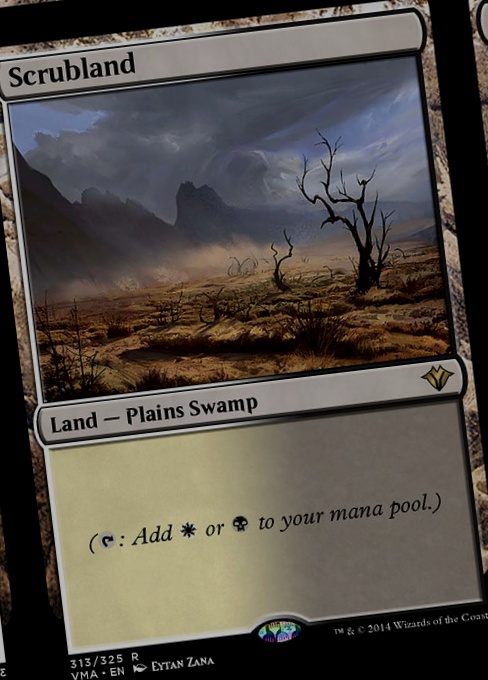 Scrubland
Land — Plains Swamp
( : Add or to your mana pool.)
™ & © 2014 Wizards of the Coast
313/325 R
VMA • EN Eytan Zana